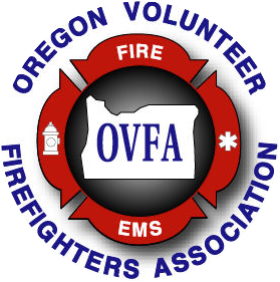 OREGON VOLUNTEER
FIRE
OVFA
EMS
FIREFIGHTERS ASSOCIATION